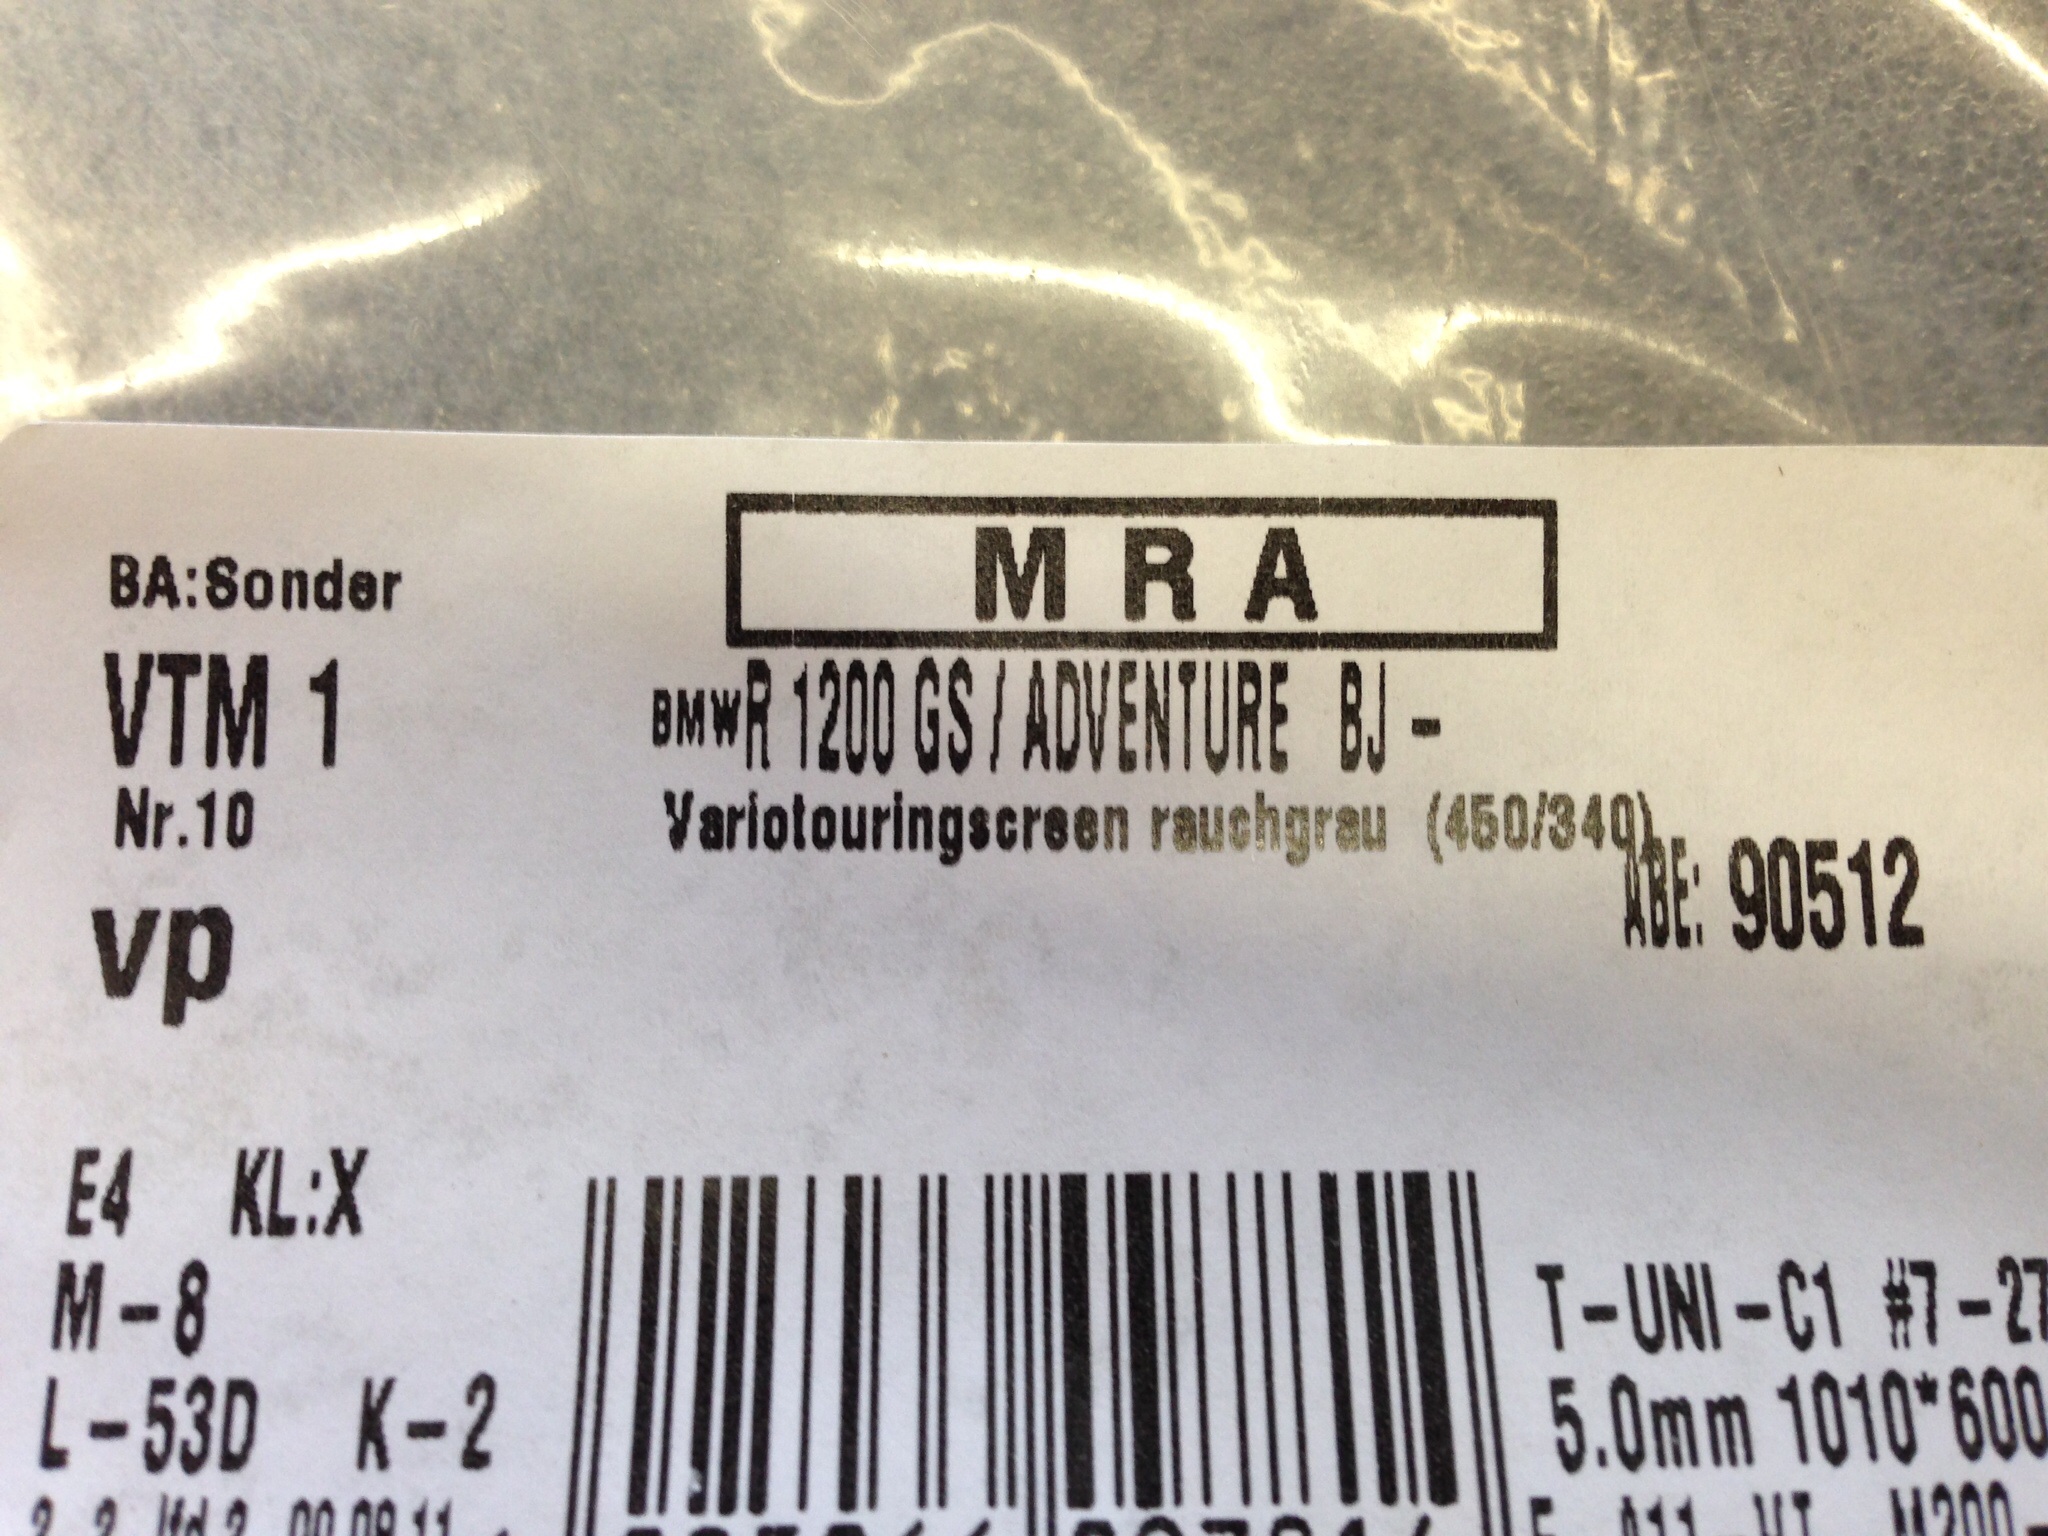 MRA
BA:Sonder
VTM 1
BMW R 1200 GS / ADVENTURE BJ -
Nr.10
Variotouringscreen rauchgrau (450/340)
ABE: 90512
vp
E4 KL:X
M-8
T-UNI-C1 #7-27
L-53D K-2
5.0mm 1010*600